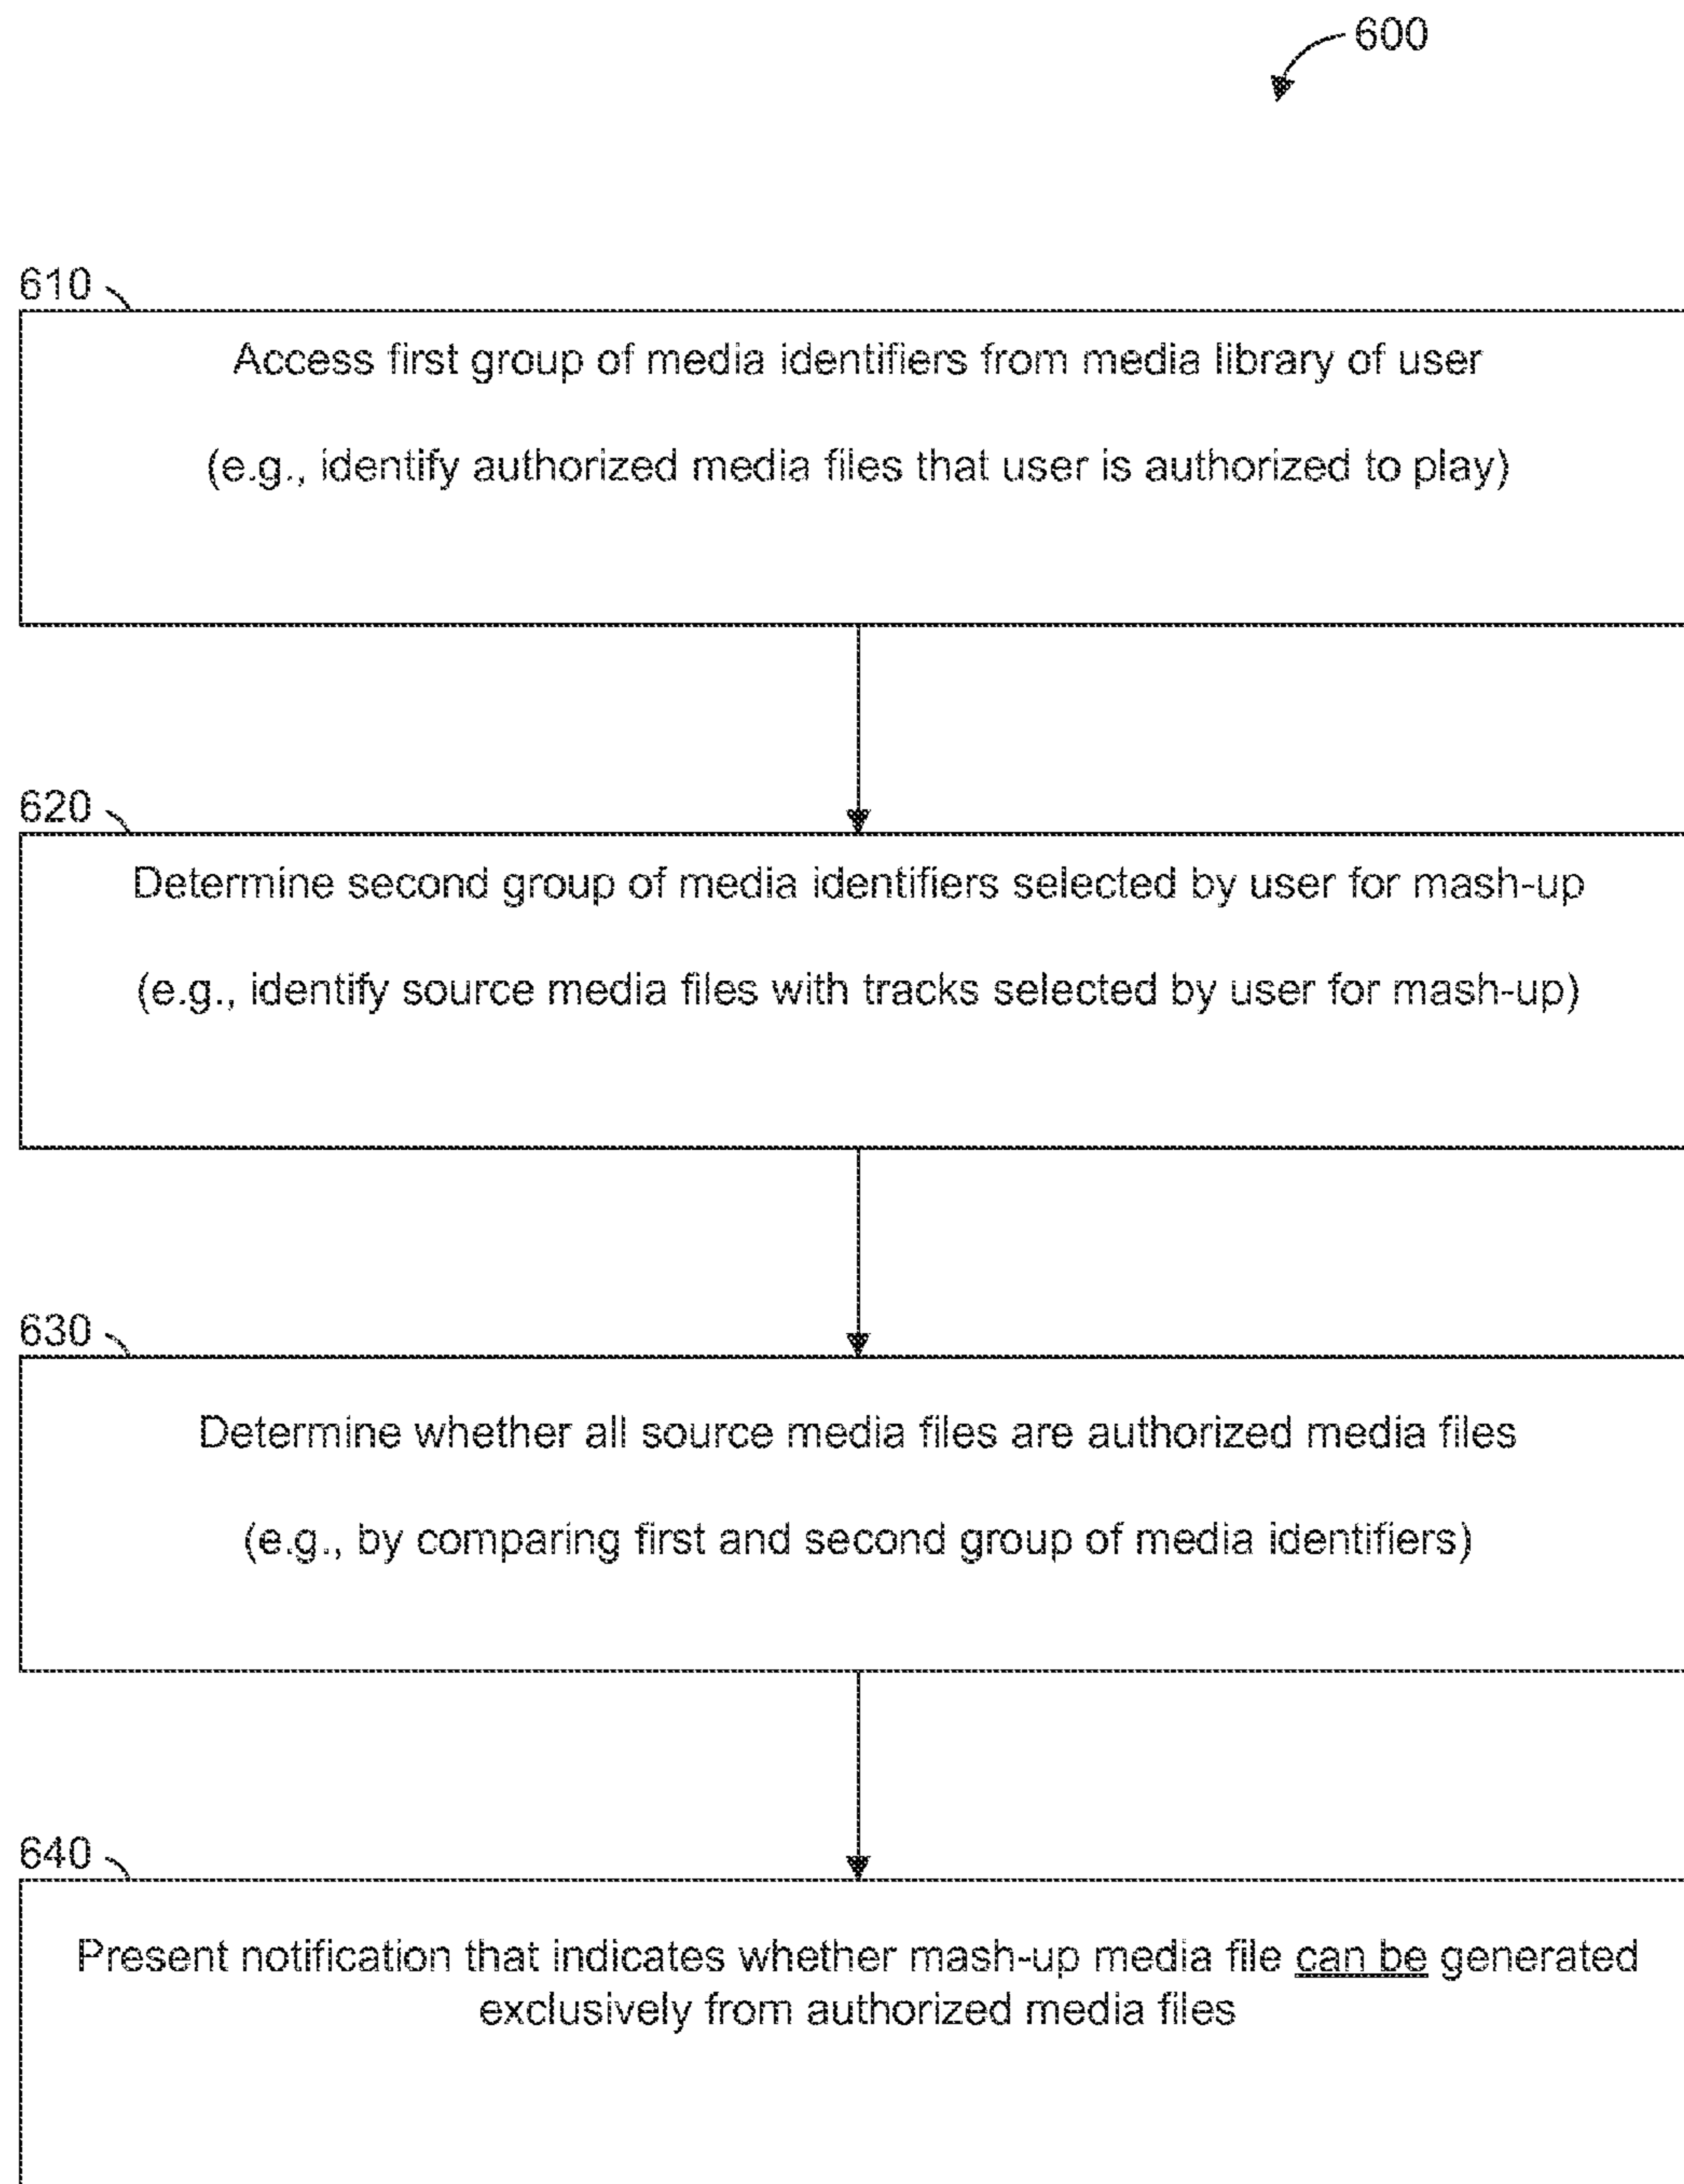 600
610
Access first group of media identifiers from media library of user
(e.g., identify authorized media files that user is authorized to play)
620
Determine second group of media identifiers selected by user for mash-up
(e.g., identify source media files with tracks selected by user for mash-up)
630
Determine whether all source media files are authorized media files
(e.g., by comparing first and second group of media identifiers)
640
Present notification that indicates whether mash-up media file can be generated
exclusively from authorized media files